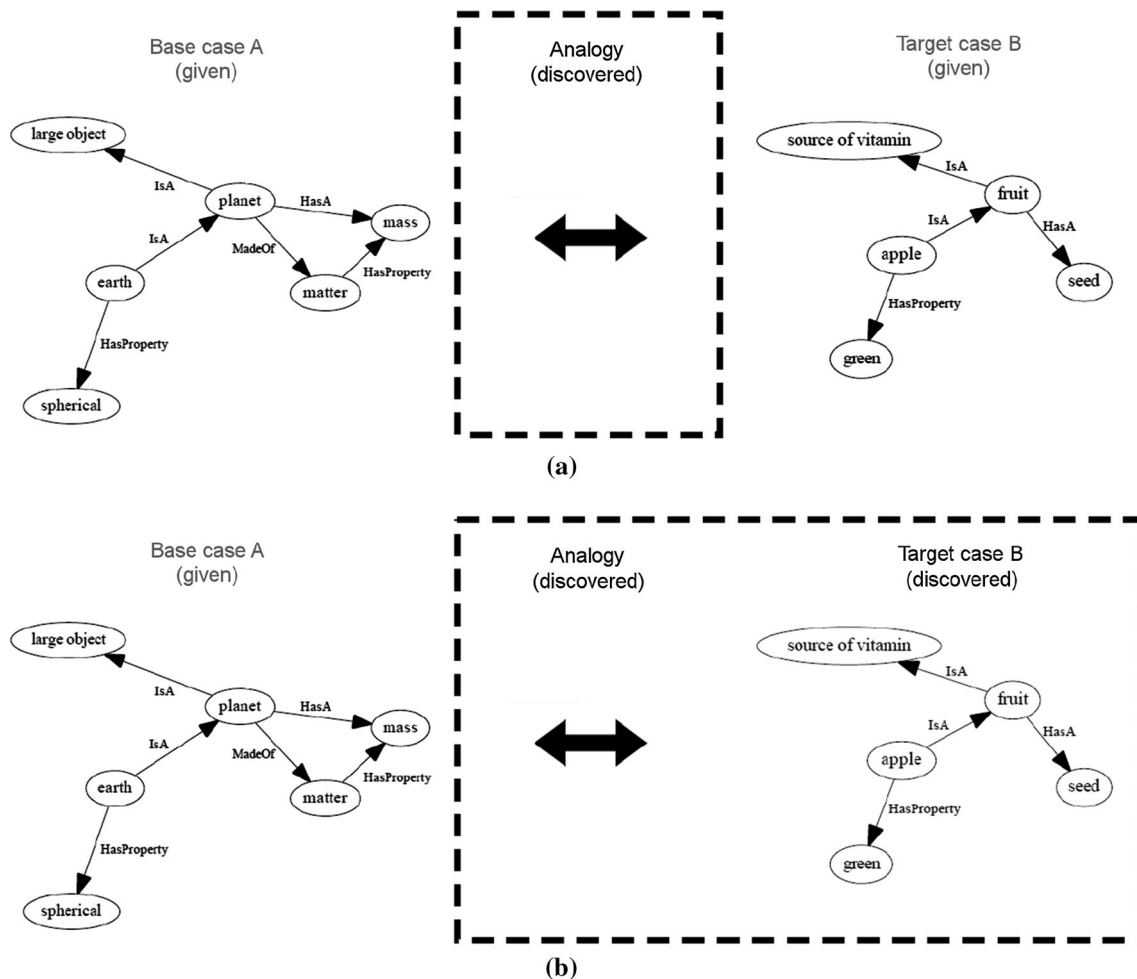 Base case A
(given)
Analogy
(discovered)
Target case B
(given)
large object
IsA
planet
HasA
mass
IsA
MadeOf
HasProperty
earth
matter
HasProperty
spherical
source of vitamin
IsA
fruit
IsA
HasA
apple
seed
HasProperty
green
(a)
Base case A
(given)
Analogy
(discovered)
Target case B
(discovered)
large object
IsA
planet
HasA
mass
IsA
MadeOf
HasProperty
earth
matter
HasProperty
spherical
source of vitamin
IsA
fruit
IsA
HasA
apple
seed
HasProperty
green
(b)